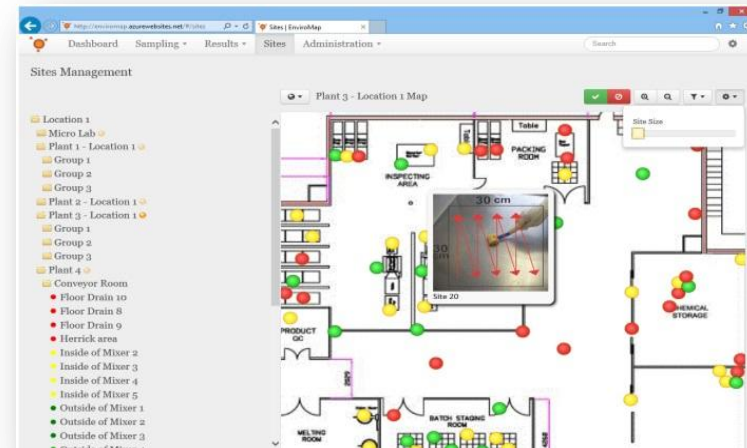 http://enviromap.azurewebsites.net/#/sites
Sites | EnviroMap
Dashboard Sampling Results Sites Administration Search
Sites Management
Plant 3 - Location 1 Map
Site Size
Location 1
Micro Lab
Plant 1 - Location 1
Group 1
Group 2
Group 3
Plant 2 - Location 1
Plant 3 - Location 1
Group 1
Group 2
Group 3
Plant 4
Conveyor Room
Floor Drain 10
Floor Drain 8
Floor Drain 9
Herrick area
Inside of Mixer 2
Inside of Mixer 3
Inside of Mixer 4
Inside of Mixer 5
Outside of Mixer 1
Outside of Mixer 2
Outside of Mixer 3
Table
Table
PACKING
ROOM
INSPECTING
AREA
30 cm
30
cm
Site 20
CHEMICAL
STORAGE
PRODUCT
QC
MELTING
ROOM
BATCH STAGING
ROOM